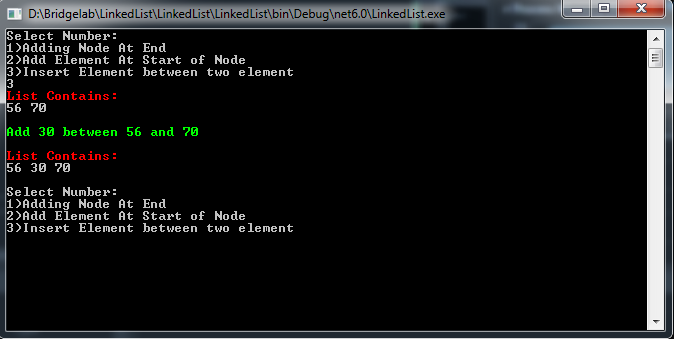 D:\Bridgelab\LinkedList\LinkedList\LinkedList\bin\Debug\net6.0\LinkedList.exe
Select Number:
1)Adding Node At End
2)Add Element At Start of Node
3)Insert Element between two element
3
List Contains:
56 70
Add 30 between 56 and 70
List Contains:
56 30 70
Select Number:
1)Adding Node At End
2)Add Element At Start of Node
3)Insert Element between two element